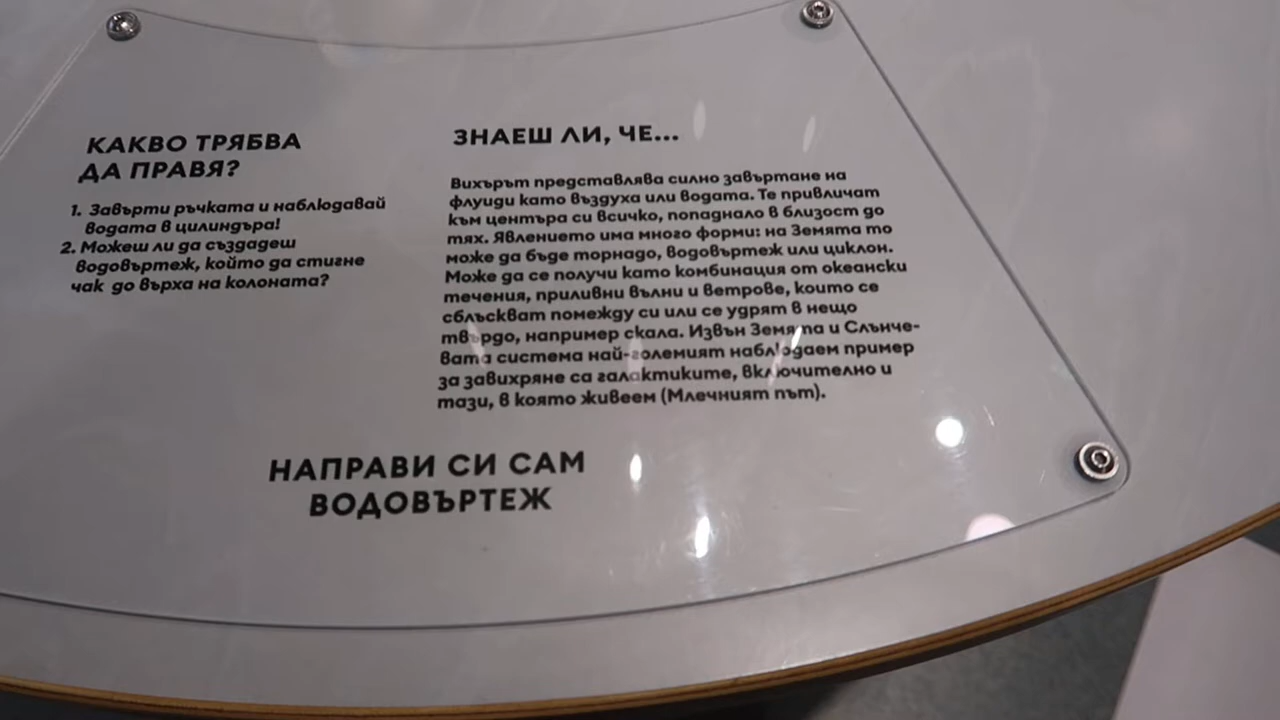 КАКВО ТРЯБВА
ДА ПРАВЯ?
1. Завърти ръчката и наблюдавай
водата в цилиндъра!
2. Можеш ли да създадеш
водовъртеж, който да стигне
чак до върха на колоната?
ЗНАЕШ ЛИ, ЧЕ...
Вихърът представлява силно завъртане на
флуиди като въздуха или водата. Те привличат
към центъра си всичко, попаднало в близост до
тях. Явлението има много форми: на Земята то
може да бъде торнадо, водовъртеж или циклон.
Може да се получи като комбинация от океански
течения, приливни вълни и ветрове, които се
сблъскват помежду си или се удрят в нещо
твърдо, например скала. Извън Земята и Слънче-
вата система най-големият наблюдаем пример
за завихряне са галактиките, включително и
тази, в която живеем (Млечният път).
НАПРАВИ СИ САМ
ВОДОВЪРТЕЖ